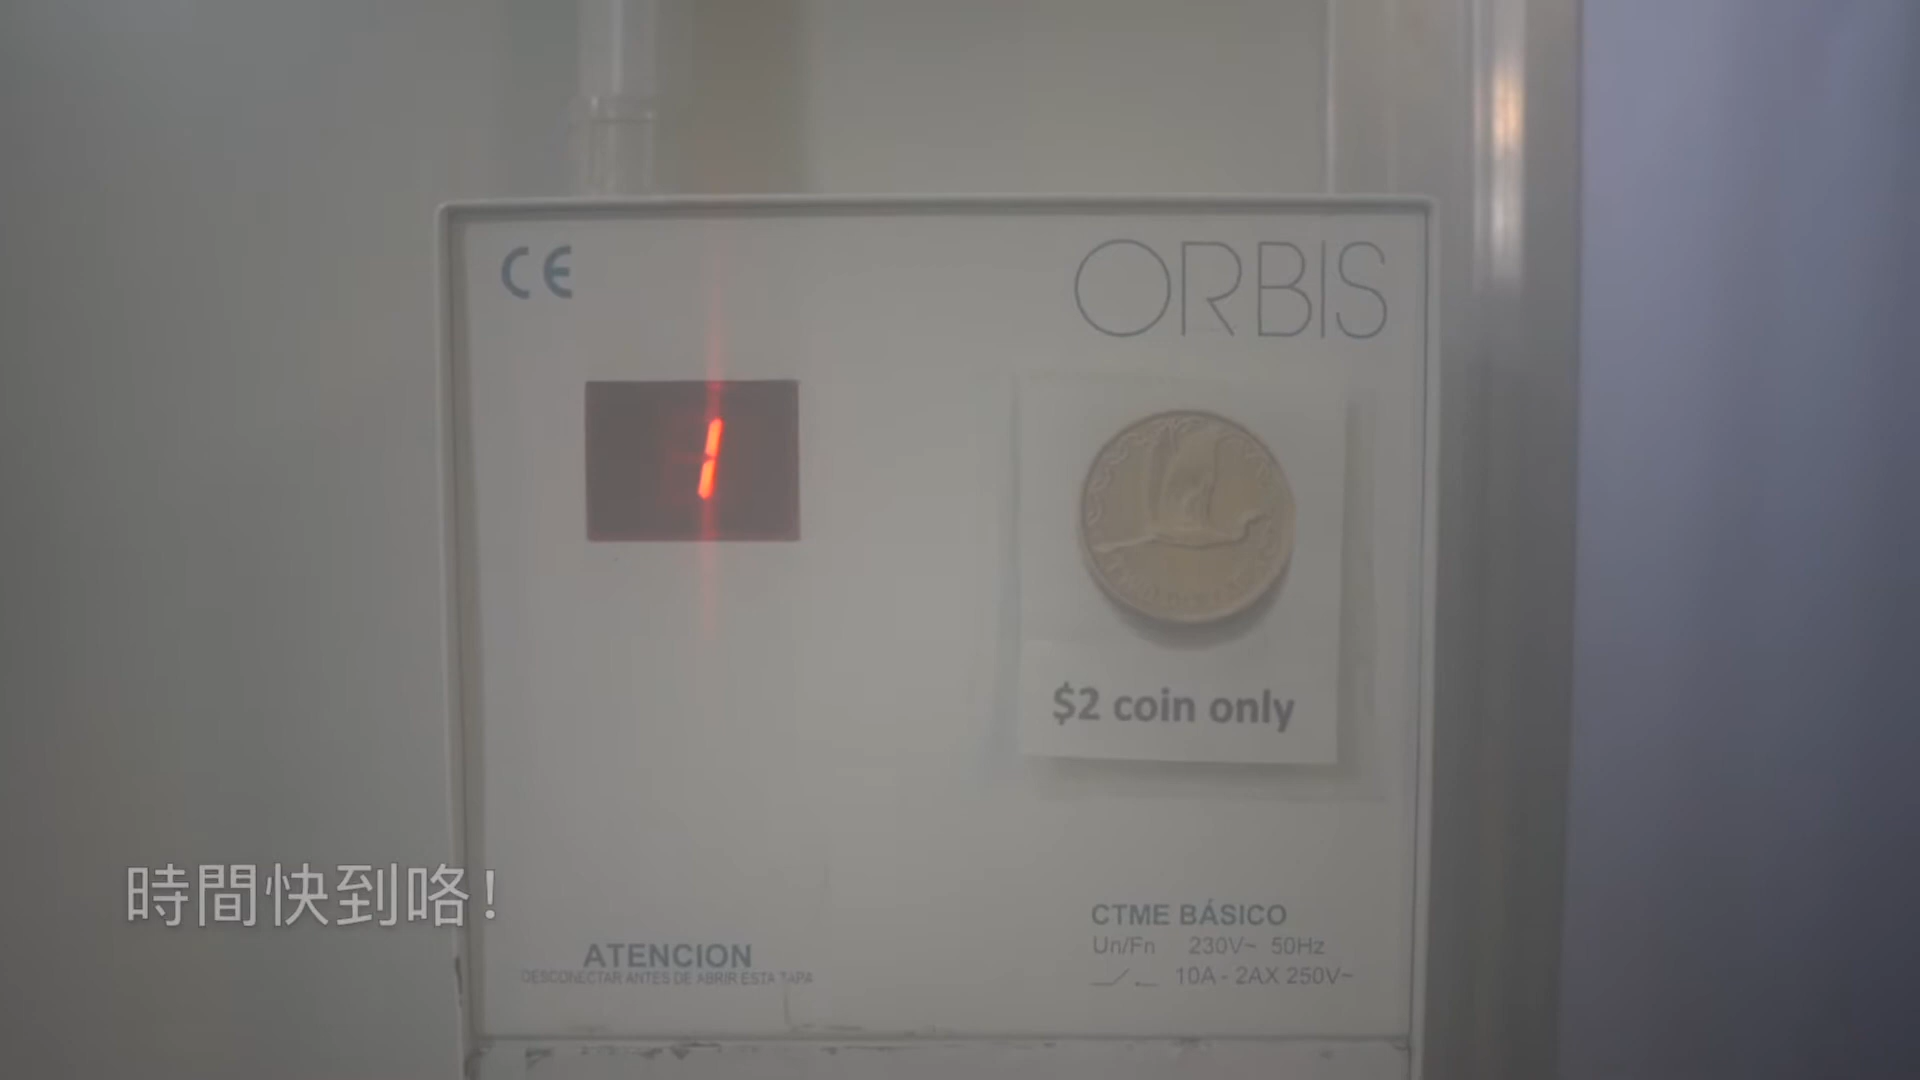 CE
ORBIS
1
$2 coin only
時間快到咯!
ATENCION
DESCONECTAR ANTES DE ABRIR ESTA TAPA
CTME BÁSICO
Un/Fn 230V~ 50Hz
10A - 2AX 250V~